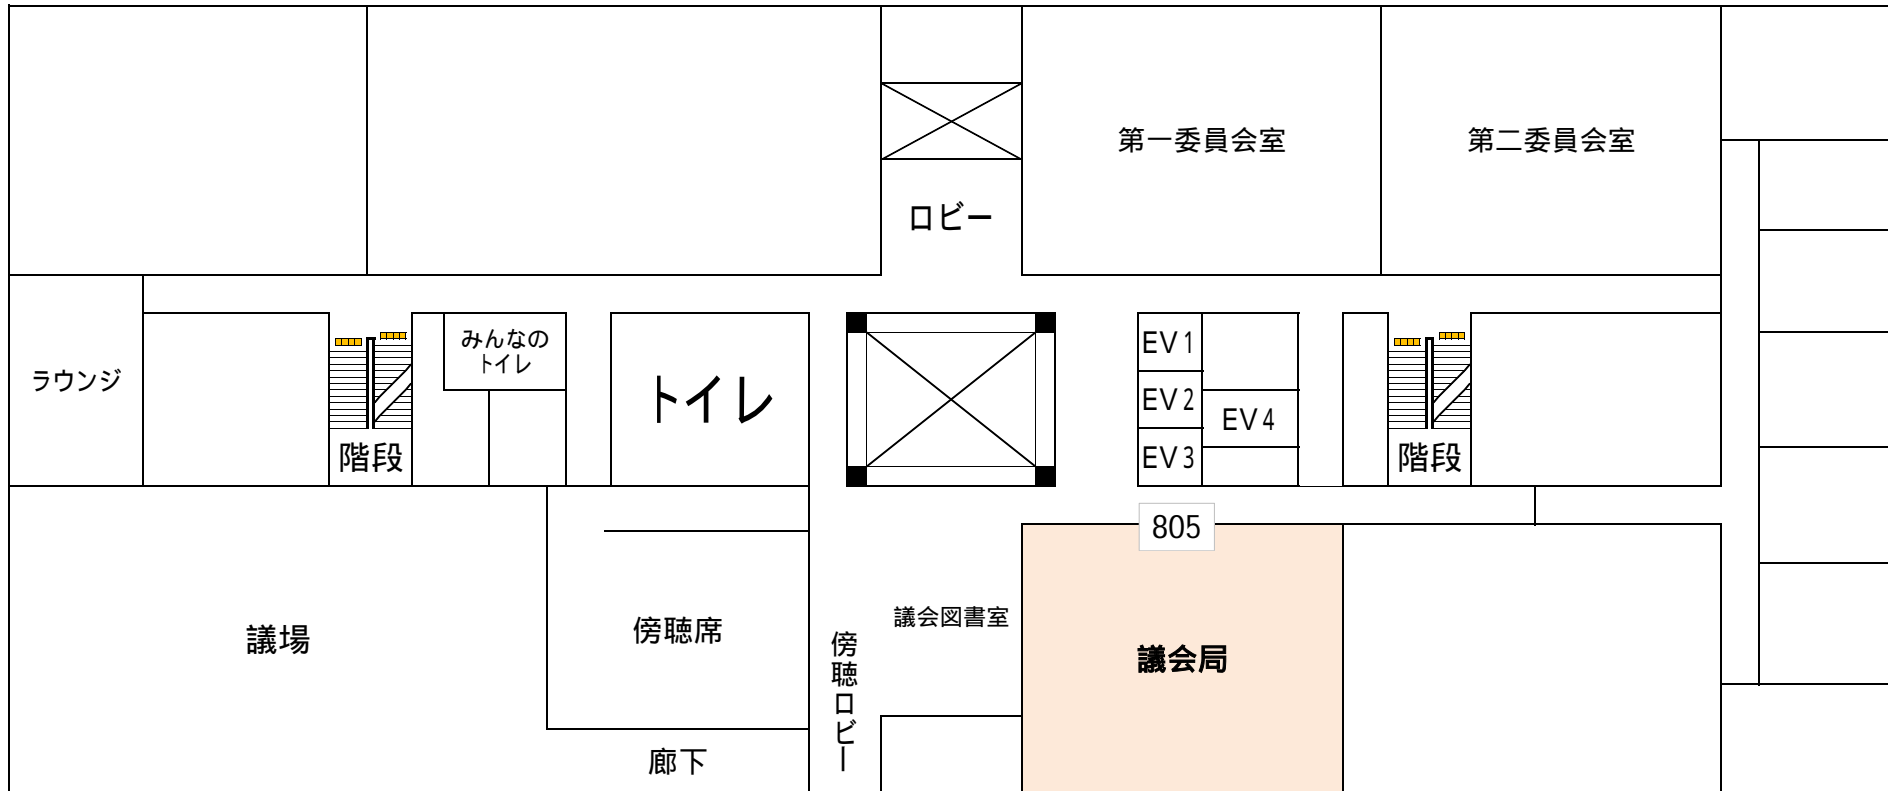 第一委員会室
第二委員会室
ロビー
ラウンジ
階段
みんなの
トイレ
トイレ
EV1
EV2
EV3
EV4
階段
805
議場
傍聴席
傍聴ロビー
議会図書室
議会局
廊下